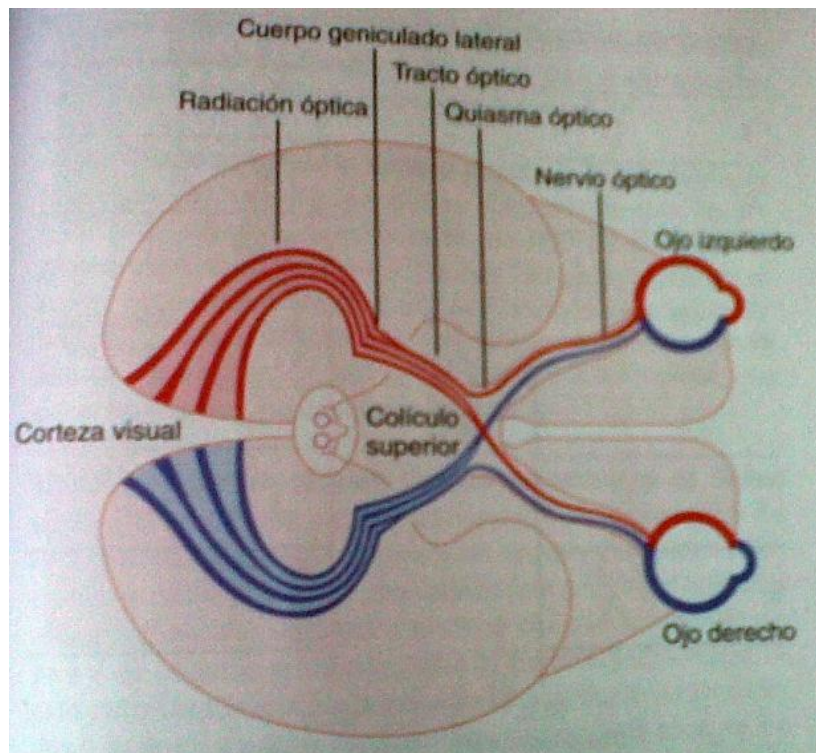 Cuerpo geniculado lateral
Tracto óptico
Radiación óptica
Quiasma óptico
Nervio óptico
Ojo izquierdo
Corteza visual
Colículo
superior
Ojo derecho